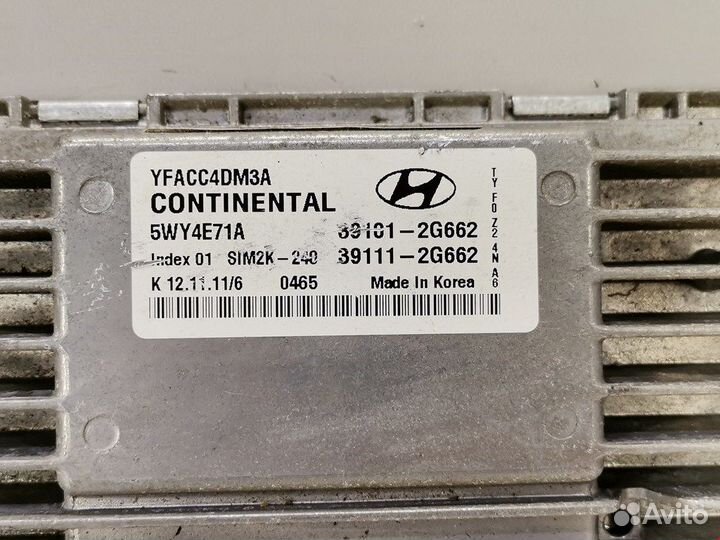 YFACC4DM3A
CONTINENTAL
5WY4E71A 39101-2G662
Index 01 SIM2K-240 39111-2G662
K 12.11.11/6 0465 Made In Korea
TY F0 Z2 4N A6
Avito